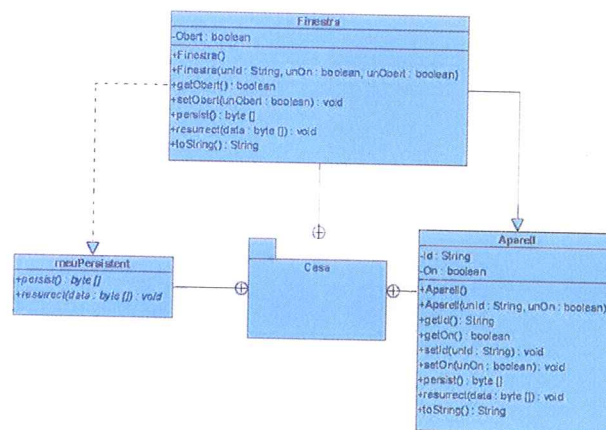 Finestra
-Obert : boolean
+Finestra()
+Finestra(unId : String, unOn : boolean, unObert : boolean)
+getObert() : boolean
+setObert(unObert : boolean) : void
+persist() : byte []
+resurrect(data : byte []) : void
+toString() : String
meuPersistent
+persist() : byte []
+resurrect(data : byte []) : void
Casa
Aparell
-Id : String
-On : boolean
+Aparell()
+Aparell(unId : String, unOn : boolean)
+getId() : String
+getOn() : boolean
+setId(unId : String) : void
+setOn(unOn : boolean) : void
+persist() : byte []
+resurrect(data : byte []) : void
+toString() : String